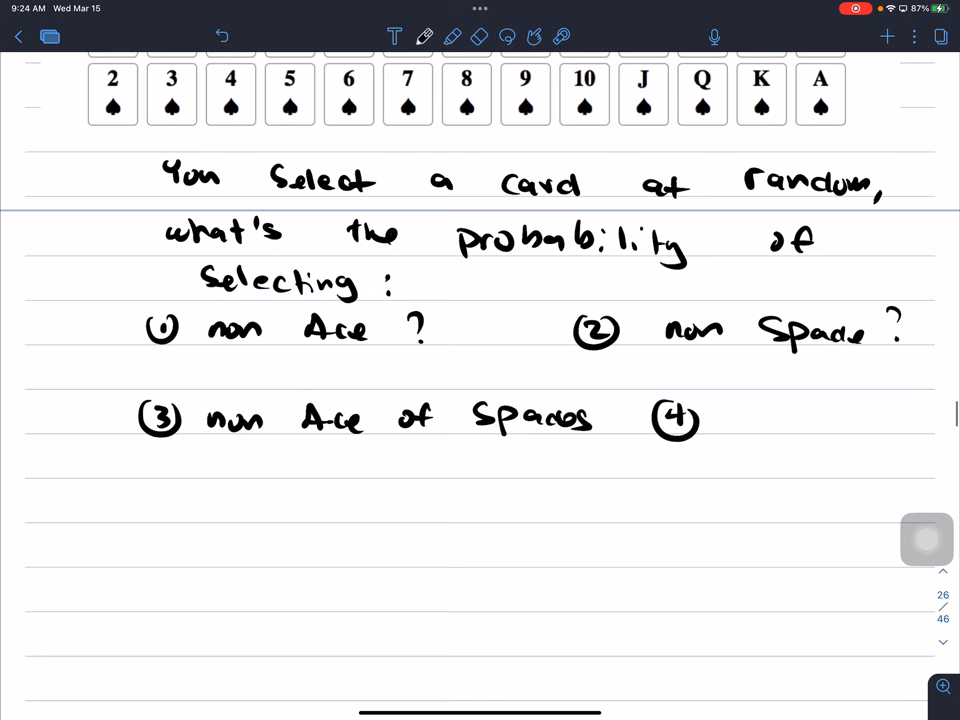 9:24 AM Wed Mar 15
87%
2 3 4 5 6 7 8 9 10 J Q K A
♠ ♠ ♠ ♠ ♠ ♠ ♠ ♠ ♠ ♠ ♠ ♠ ♠
You Select a card at random,
what's the probability of
Selecting :
① non Ace ? ② non Spade ?
③ non Ace of Spades ④
26
/
46